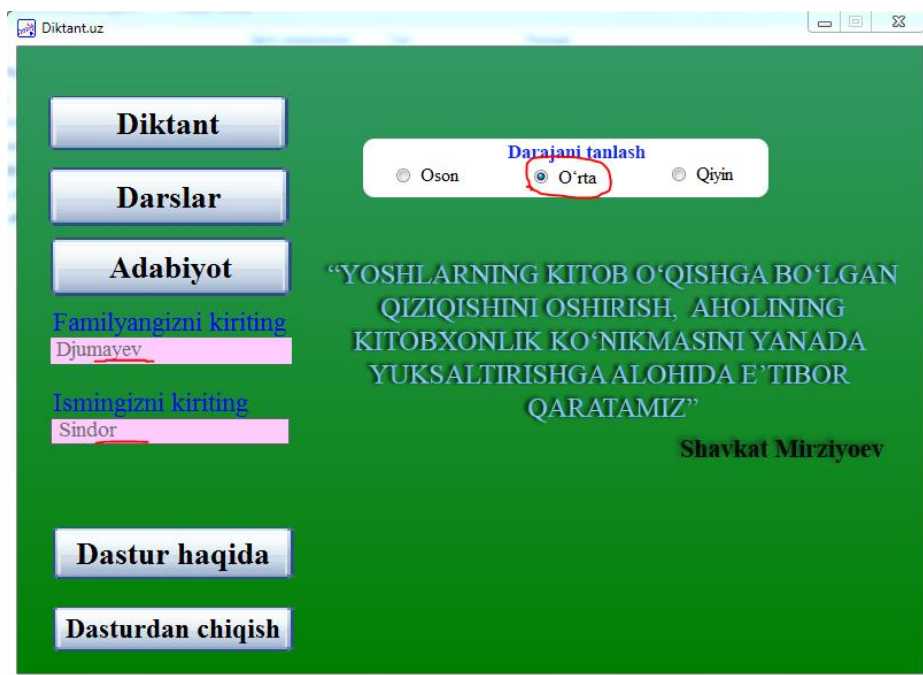 Diktant.uz
Diktant
Darslar
Adabiyot
Familyangizni kiriting
Djumayev
Ismingizni kiriting
Sindor
Dastur haqida
Dasturdan chiqish
Darajani tanlash
Oson
O‘rta
Qiyin
“YOSHLARNING KITOB O‘QISHGA BO‘LGAN
QIZIQISHINI OSHIRISH, AHOLINING
KITOBXONLIK KO‘NIKMASINI YANADA
YUKSALTIRISHGA ALOHIDA E’TIBOR
QARATAMIZ”
Shavkat Mirziyoev